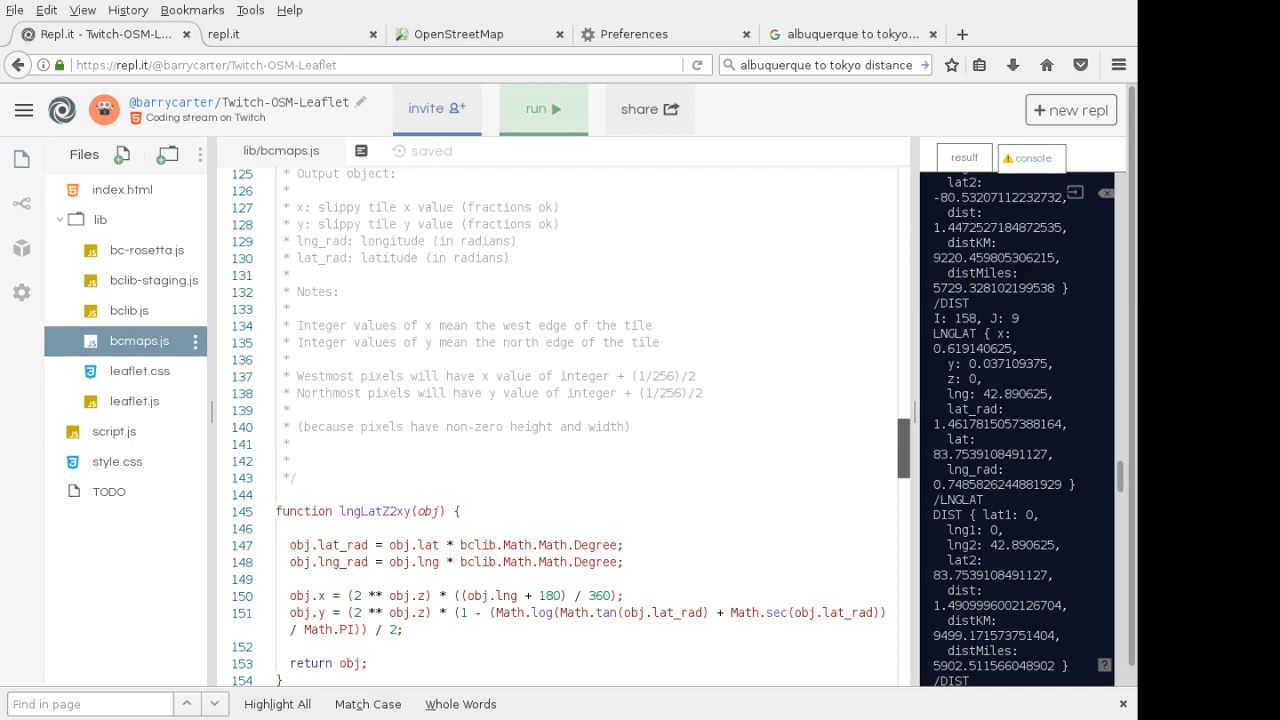 File Edit View History Bookmarks Tools Help
Repl.it - Twitch-OSM-L... × repl.it × OpenStreetMap × Preferences × albuquerque to tokyo... × +
https://repl.it/@barrycarter/Twitch-OSM-Leaflet albuquerque to tokyo distance
@barrycarter/Twitch-OSM-Leaflet
Coding stream on Twitch
invite
run
share
+ new repl
Files
index.html
lib
bc-rosetta.js
bclib-staging.js
bclib.js
bcmaps.js
leaflet.css
leaflet.js
script.js
style.css
TODO
lib/bcmaps.js saved
125 * Output object:
126 *
127 * x: slippy tile x value (fractions ok)
128 * y: slippy tile y value (fractions ok)
129 * lng_rad: longitude (in radians)
130 * lat_rad: latitude (in radians)
131 *
132 * Notes:
133 *
134 * Integer values of x mean the west edge of the tile
135 * Integer values of y mean the north edge of the tile
136 *
137 * Westmost pixels will have x value of integer + (1/256)/2
138 * Northmost pixels will have y value of integer + (1/256)/2
139 *
140 * (because pixels have non-zero height and width)
141 *
142 *
143 */
144
145 function lngLatZ2xy(obj) {
146
147 obj.lat_rad = obj.lat * bclib.Math.Math.Degree;
148 obj.lng_rad = obj.lng * bclib.Math.Math.Degree;
149
150 obj.x = (2 ** obj.z) * ((obj.lng + 180) / 360);
151 obj.y = (2 ** obj.z) * (1 - (Math.log(Math.tan(obj.lat_rad) + Math.sec(obj.lat_rad))
/ Math.PI)) / 2;
152
153 return obj;
154 }
result console
lat2:
-80.53207112232732,
dist:
1.4472527184872535,
distKM:
9220.459805306215,
distMiles:
5729.328102199538 }
/DIST
I: 158, J: 9
LNGLAT { x:
0.619140625,
y: 0.037109375,
z: 0,
lng: 42.890625,
lat_rad:
1.4617815057388164,
lat:
83.7539108491127,
lng_rad:
0.7485826244881929 }
/LNGLAT
DIST { lat1: 0,
lng1: 0,
lng2: 42.890625,
lat2:
83.7539108491127,
dist:
1.4909996002126704,
distKM:
9499.171573751404,
distMiles:
5902.511566048902 }
/DIST
?
Find in page Highlight All Match Case Whole Words ×